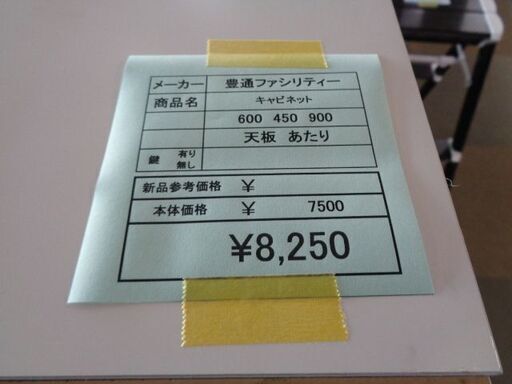 メーカー 豊通ファシリティー
商品名 キャビネット
600 450 900
天板 あたり
鍵 有り 無し
新品参考価格 ¥
本体価格 ¥ 7500
¥8,250